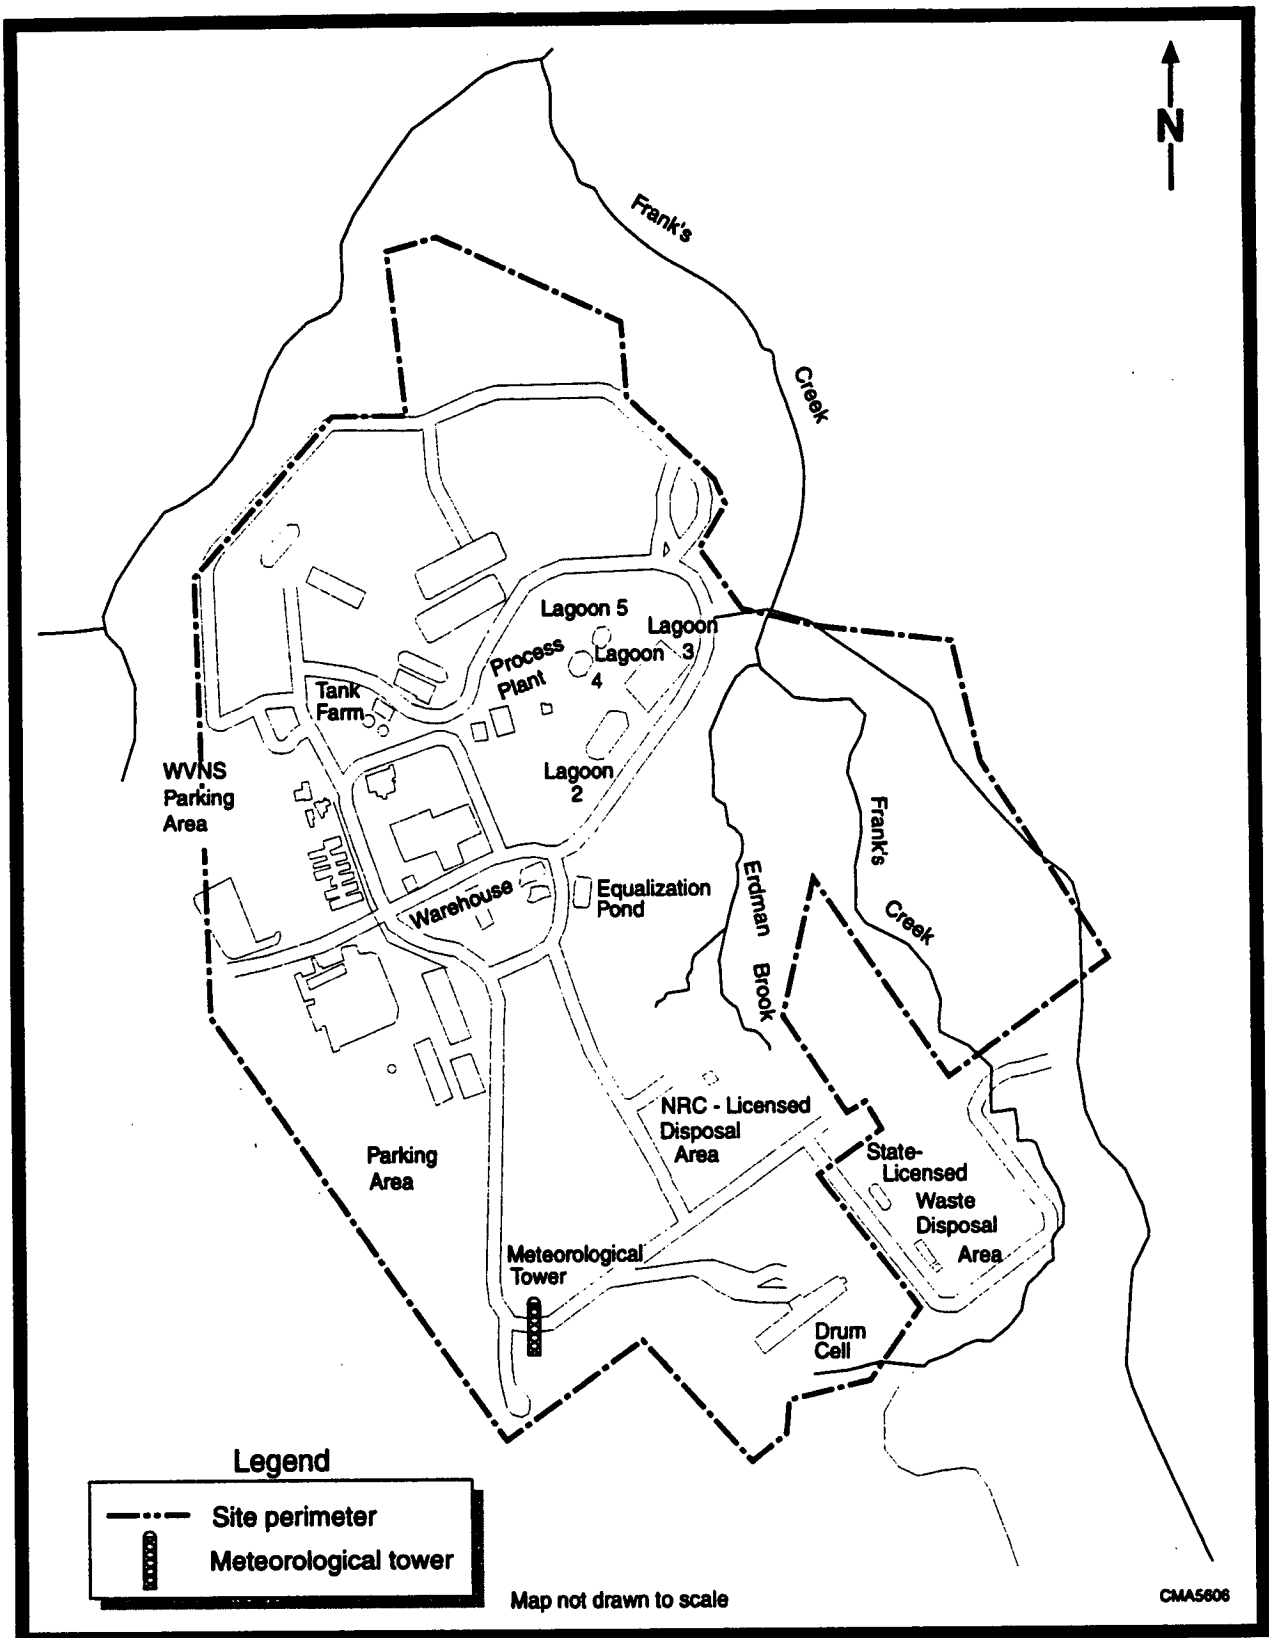 N
Frank's
Creek
Lagoon 5
Lagoon
3
Lagoon
4
Process
Plant
Tank
Farm
Lagoon
2
WVNS
Parking
Area
Frank's
Creek
Erdman Brook
Equalization
Pond
Warehouse
NRC - Licensed
Disposal
Area
State-
Licensed
Waste
Disposal
Area
Parking
Area
Meteorological
Tower
Drum
Cell
Legend
Site perimeter
Meteorological tower
Map not drawn to scale
CMA5606